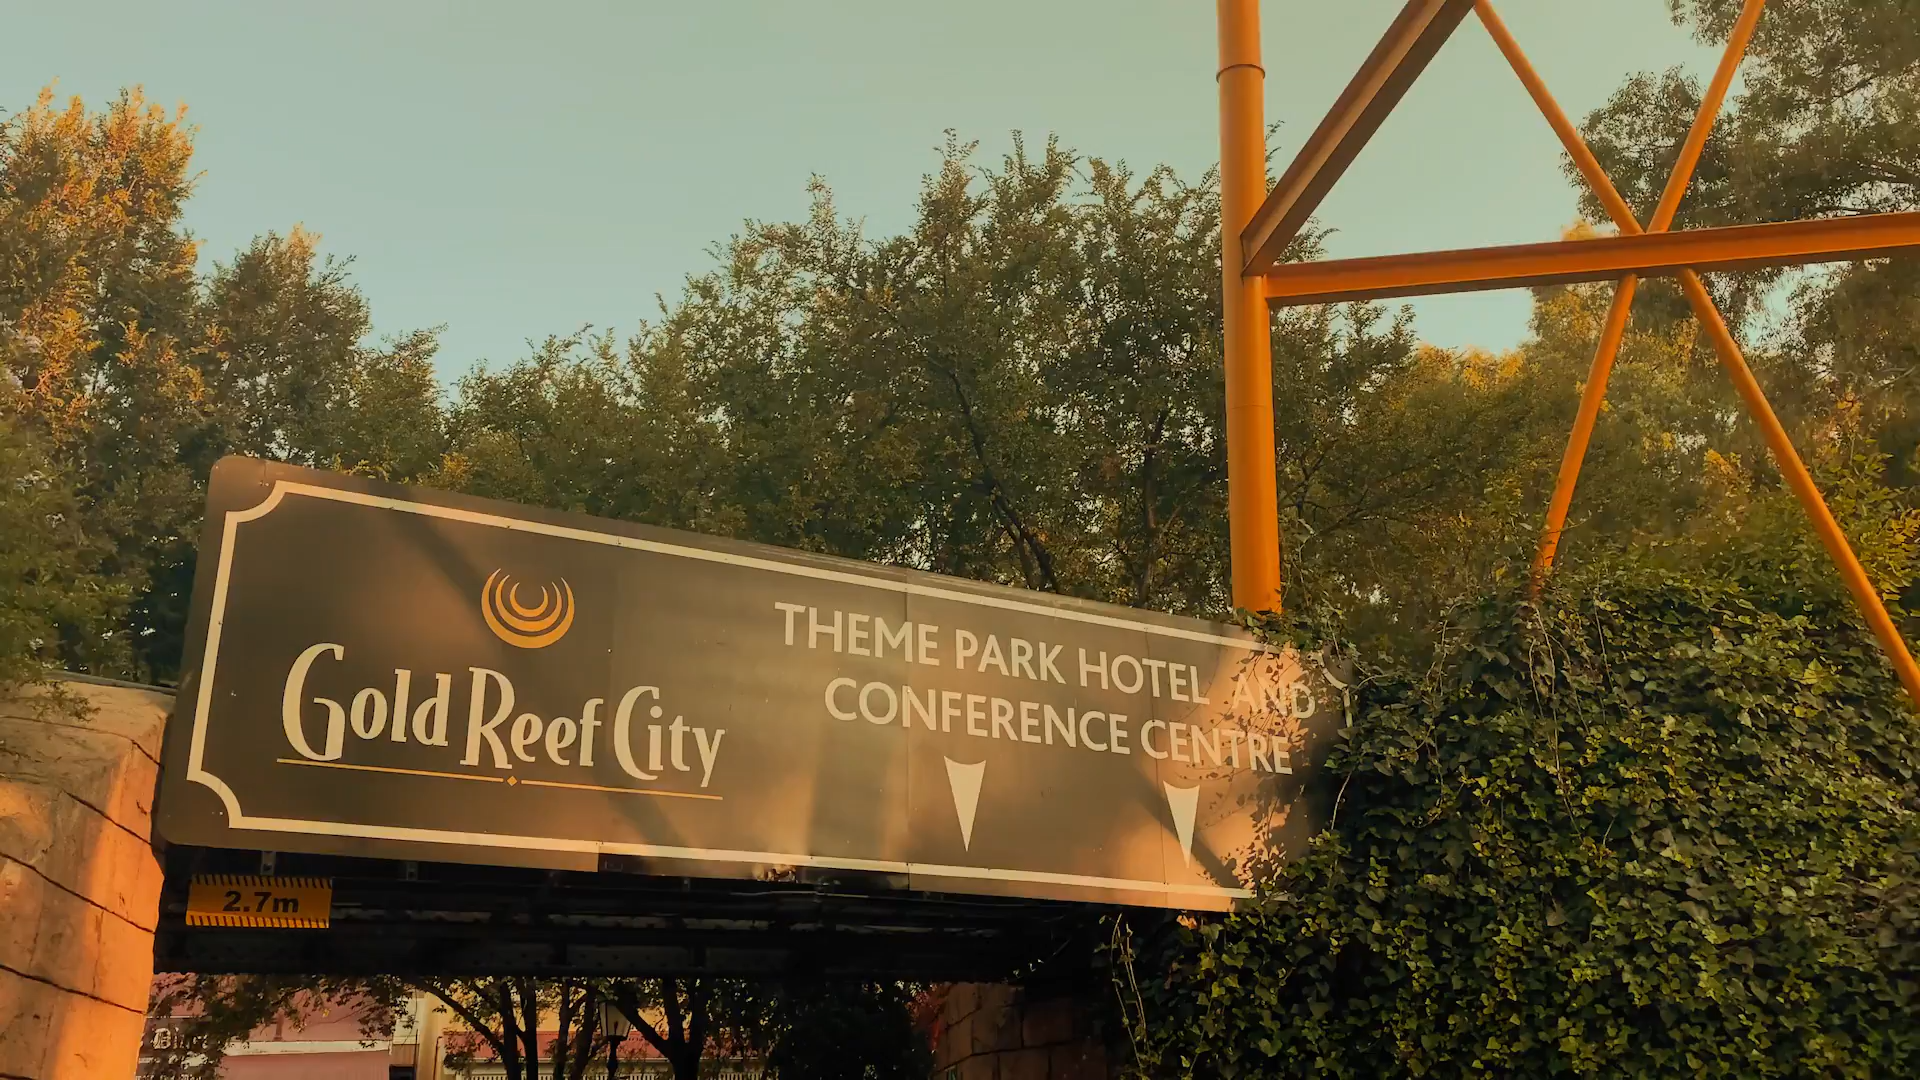 Gold Reef City
THEME PARK HOTEL AND
CONFERENCE CENTRE
2.7m